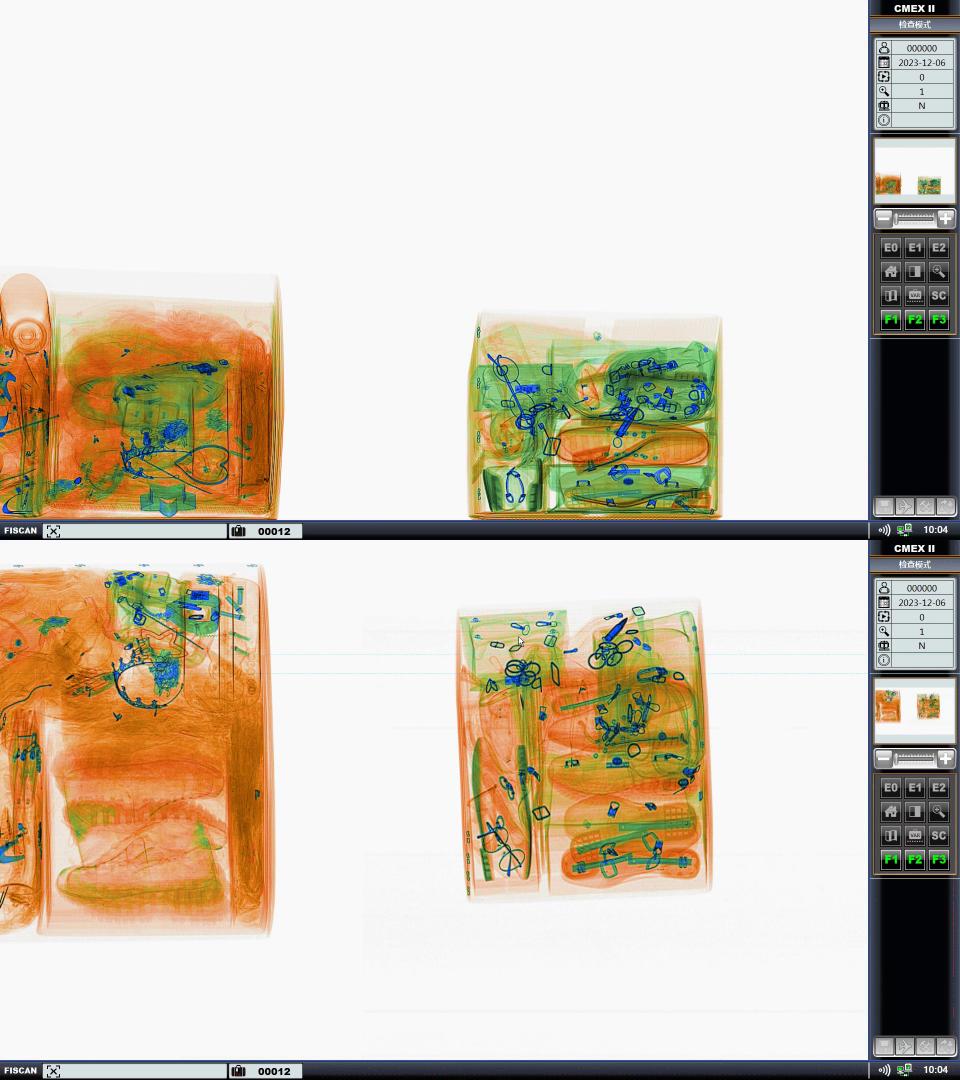 CMEX II
检查模式
000000
2023-12-06
0
1
N
E0 E1 E2
VAR SC
F1 F2 F3
FISCAN 00012 10:04
CMEX II
检查模式
000000
2023-12-06
0
1
N
E0 E1 E2
VAR SC
F1 F2 F3
FISCAN 00012 10:04